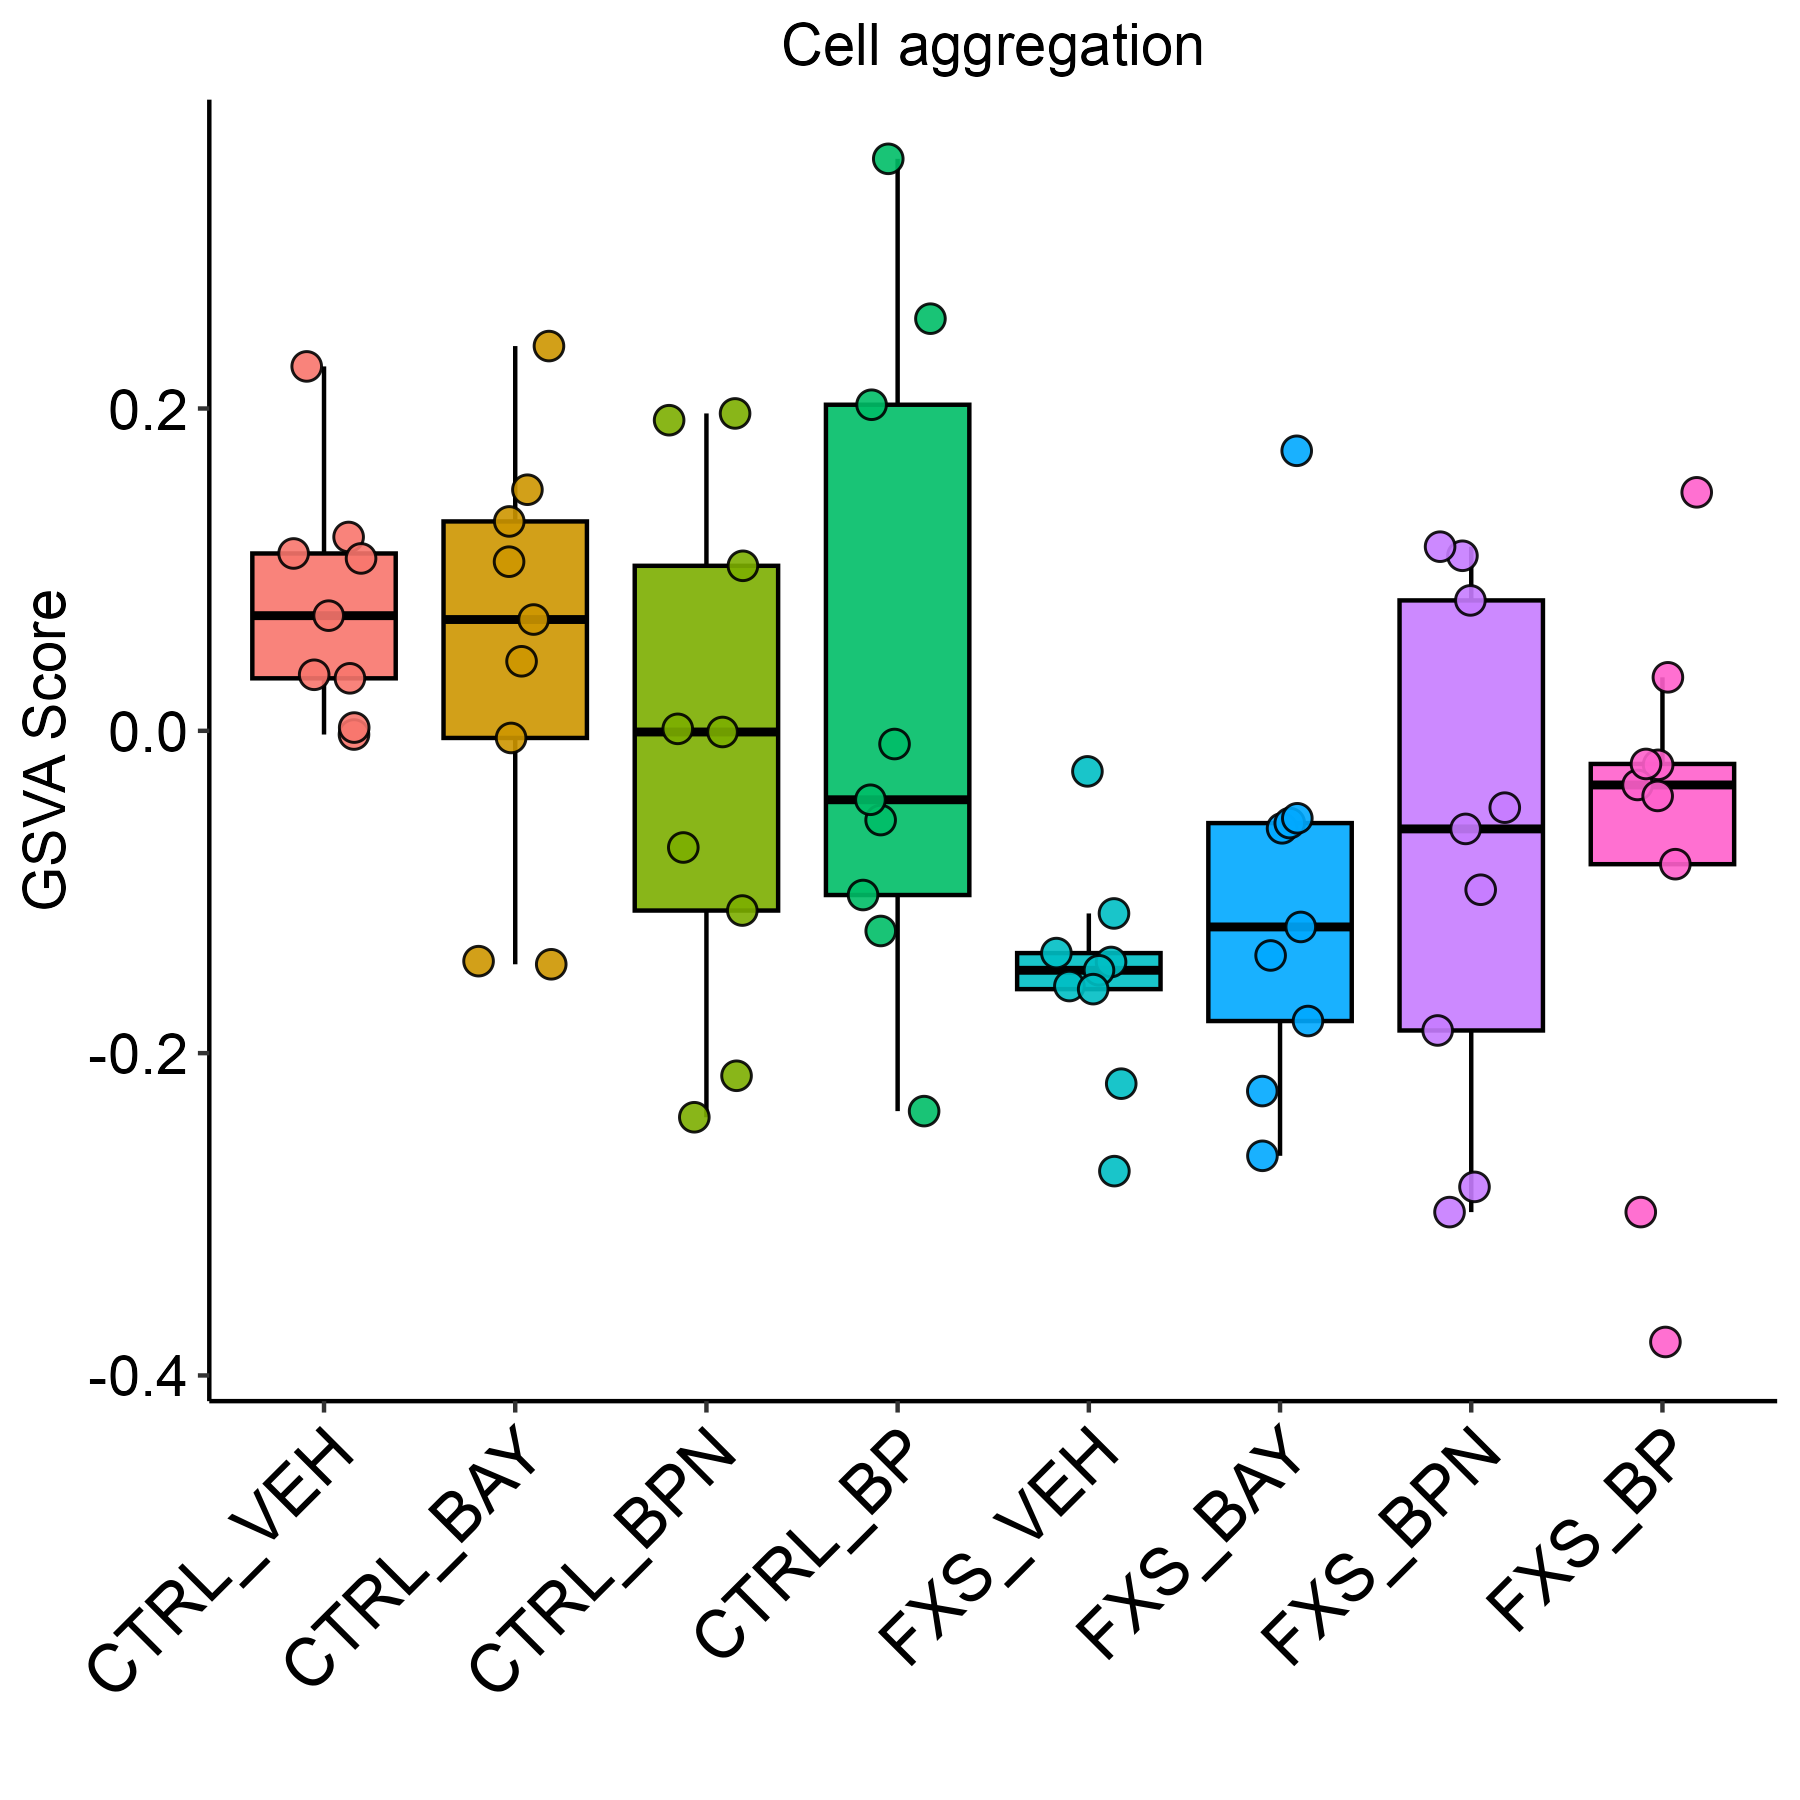 Cell aggregation
GSVA Score
0.2
0.0
-0.2
-0.4
CTRL_VEH
CTRL_BAY
CTRL_BPN
CTRL_BP
FXS_VEH
FXS_BAY
FXS_BPN
FXS_BP